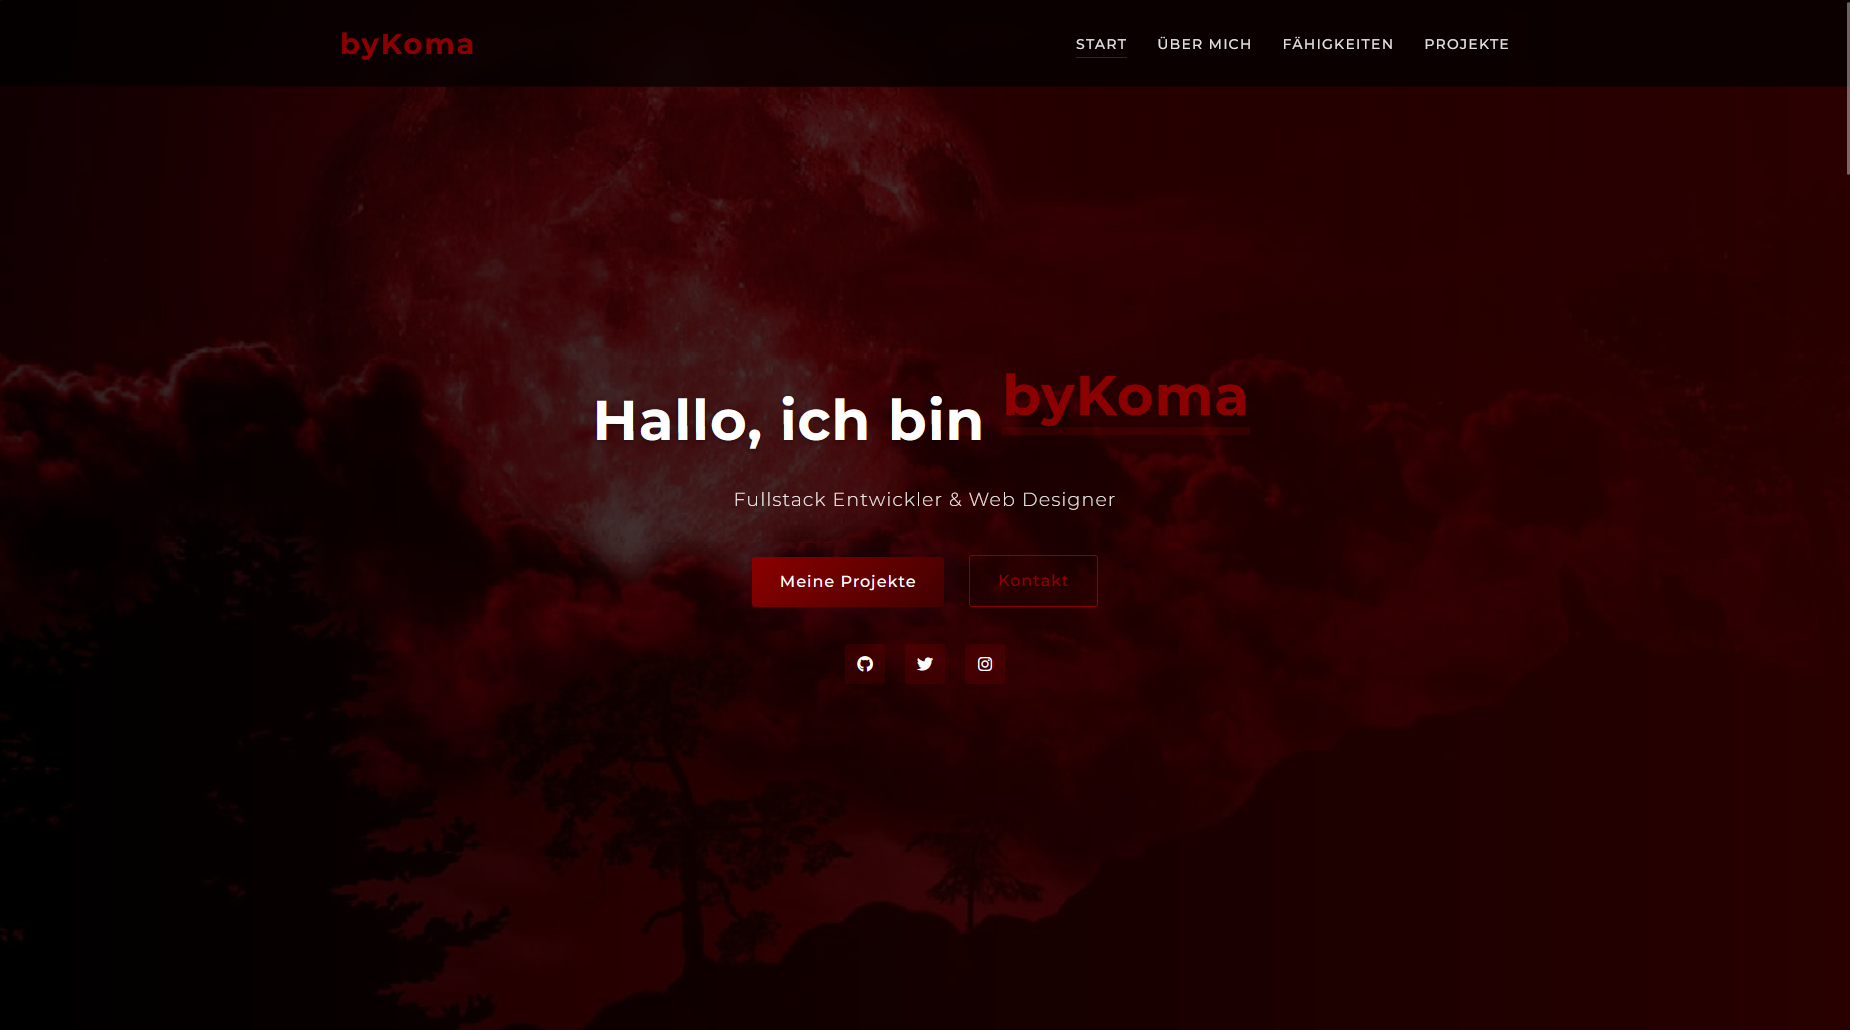 byKoma
START ÜBER MICH FÄHIGKEITEN PROJEKTE
Hallo, ich bin byKoma
Fullstack Entwickler & Web Designer
Meine Projekte Kontakt